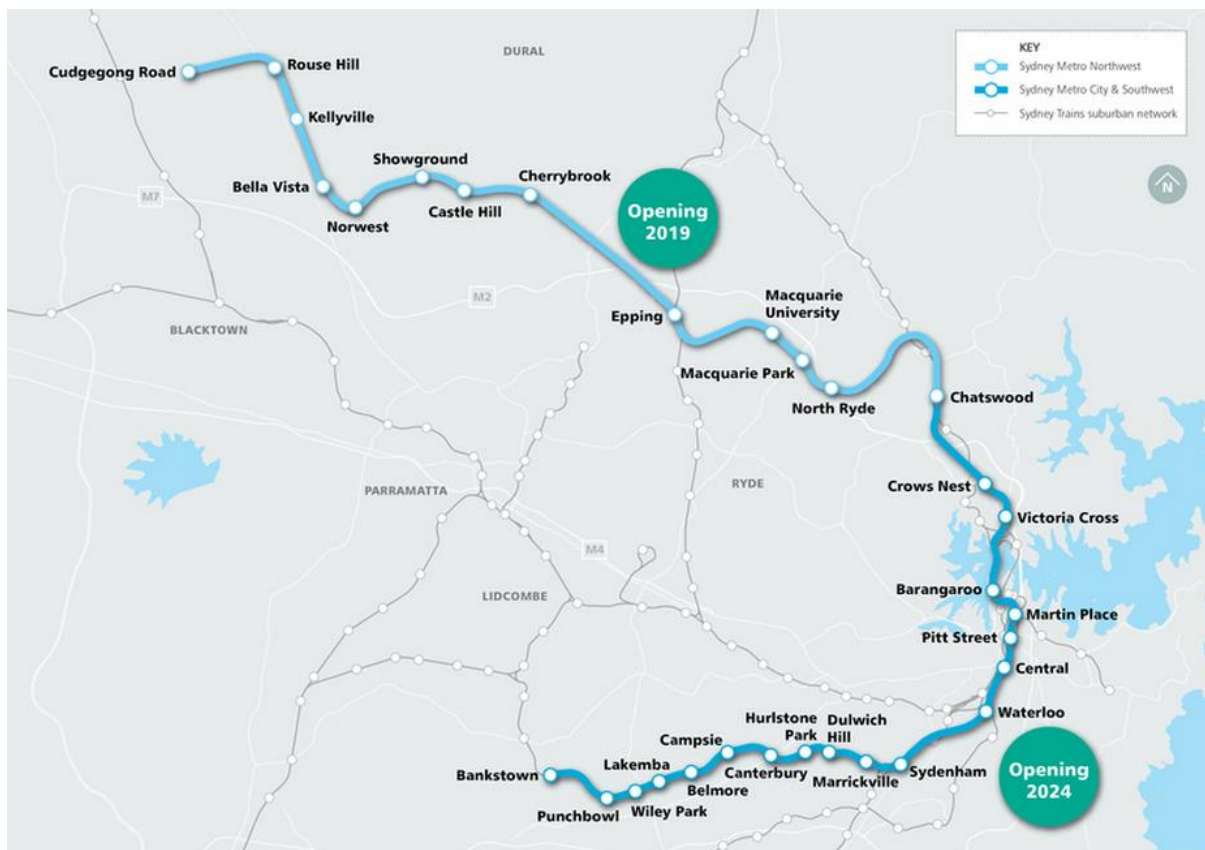 DURAL
KEY
Sydney Metro Northwest
Sydney Metro City & Southwest
Sydney Trains suburban network
N
Cudgegong Road
Rouse Hill
Kellyville
Showground
Bella Vista
Cherrybrook
M7
Norwest
Castle Hill
Opening
2019
M2
Epping
Macquarie
University
BLACKTOWN
Macquarie Park
North Ryde
Chatswood
PARRAMATTA
RYDE
Crows Nest
Victoria Cross
M4
LIDCOMBE
Barangaroo
Martin Place
Pitt Street
Central
Waterloo
Hurlstone
Park
Dulwich
Hill
Campsie
Lakemba
Bankstown
Canterbury
Marrickville
Sydenham
Belmore
Wiley Park
Punchbowl
Opening
2024